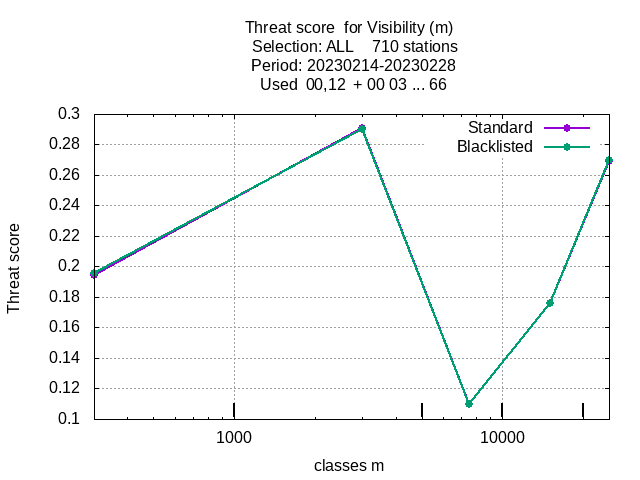 Threat score  for Visibility (m)
Selection: ALL    710 stations
Period: 20230214-20230228
Used  00,12  + 00 03 ... 66
Standard
Blacklisted
0.3
0.28
0.26
0.24
0.22
0.2
0.18
0.16
0.14
0.12
0.1
Threat score
1000
10000
classes m